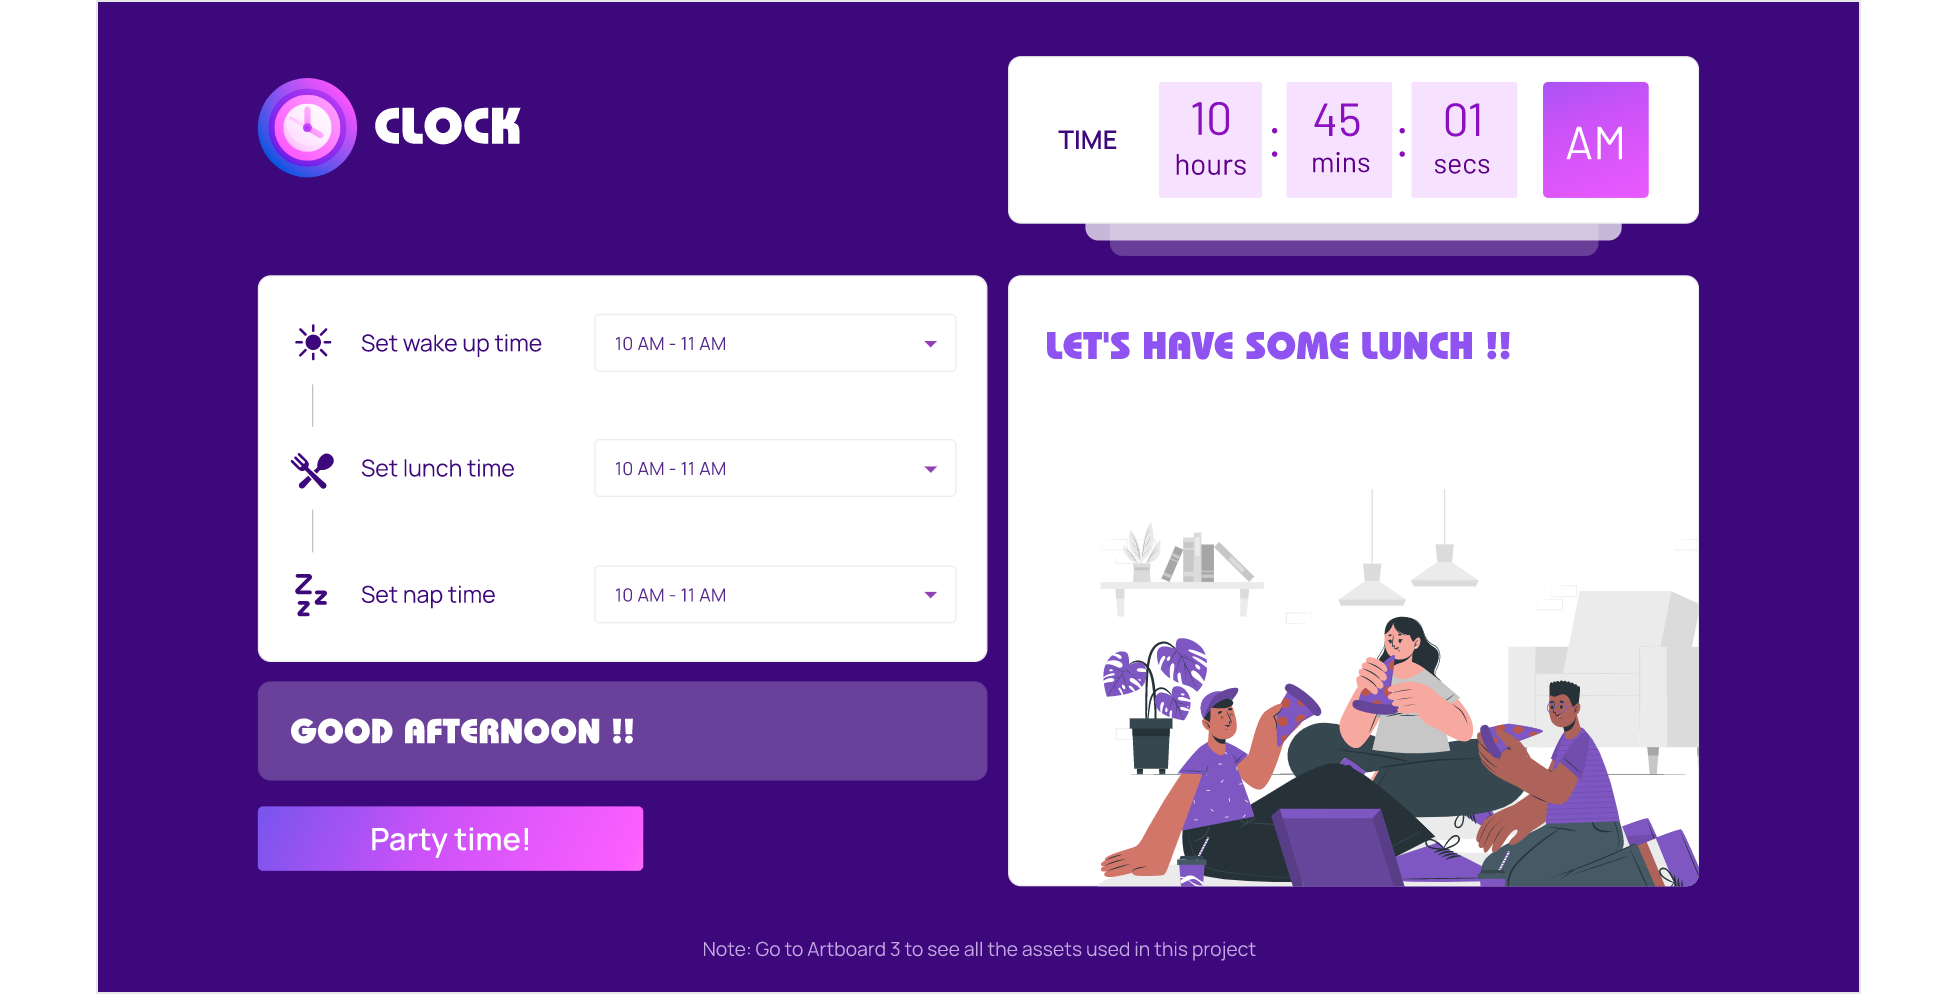 CLOCK
TIME
10 hours : 45 mins : 01 secs AM
Set wake up time
10 AM - 11 AM
Set lunch time
10 AM - 11 AM
Set nap time
10 AM - 11 AM
GOOD AFTERNOON !!
Party time!
LET'S HAVE SOME LUNCH !!
Note: Go to Artboard 3 to see all the assets used in this project